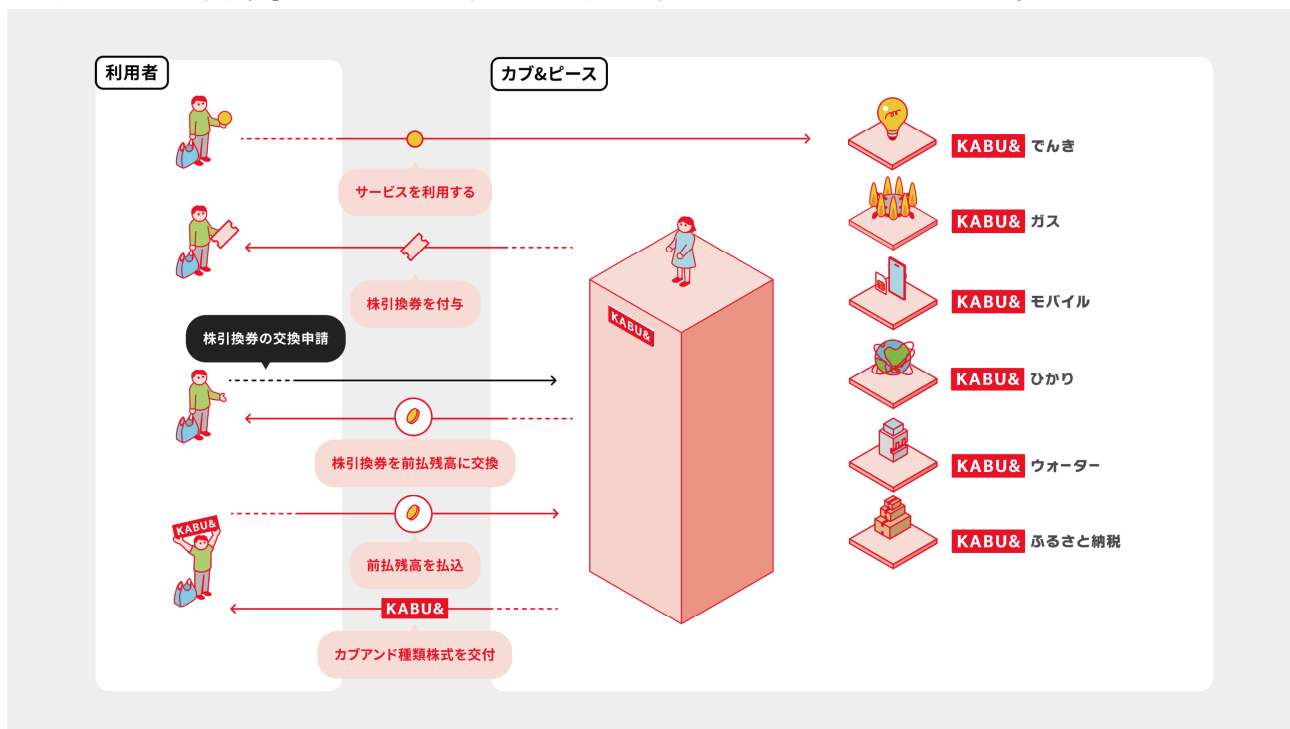 利用者
カブ&ピース
KABU& でんき
サービスを利用する
KABU& ガス
株引換券を付与
KABU& モバイル
KABU&
株引換券の交換申請
KABU& ひかり
株引換券を前払残高に交換
KABU& ウォーター
KABU&
KABU& ふるさと納税
前払残高を払込
KABU&
カブアンド種類株式を交付